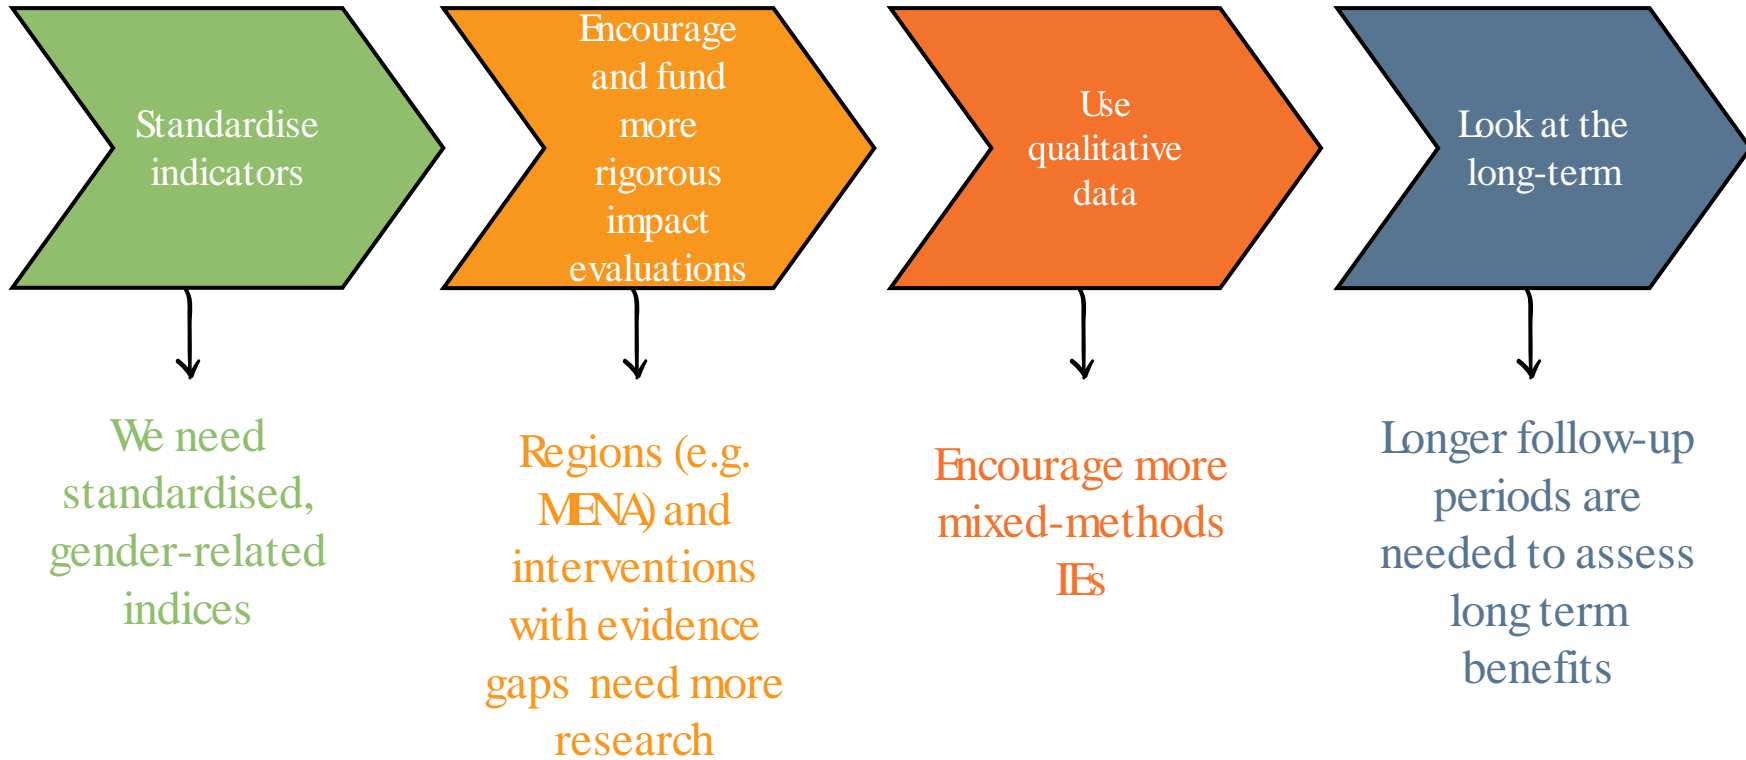 Standardise
indicators
Encourage
and fund
more
rigorous
impact
evaluations
Use
qualitative
data
Look at the
long-term
We need
standardised,
gender-related
indices
Regions (e.g.
MENA) and
interventions
with evidence
gaps need more
research
Encourage more
mixed-methods
IEs
Longer follow-up
periods are
needed to assess
long term
benefits